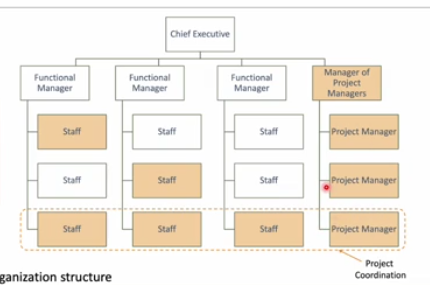 Chief Executive
Functional
Manager
Functional
Manager
Functional
Manager
Manager of
Project
Managers
Staff
Staff
Staff
Project Manager
Staff
Staff
Staff
Project Manager
Staff
Staff
Staff
Project Manager
Project
Coordination
ganization structure